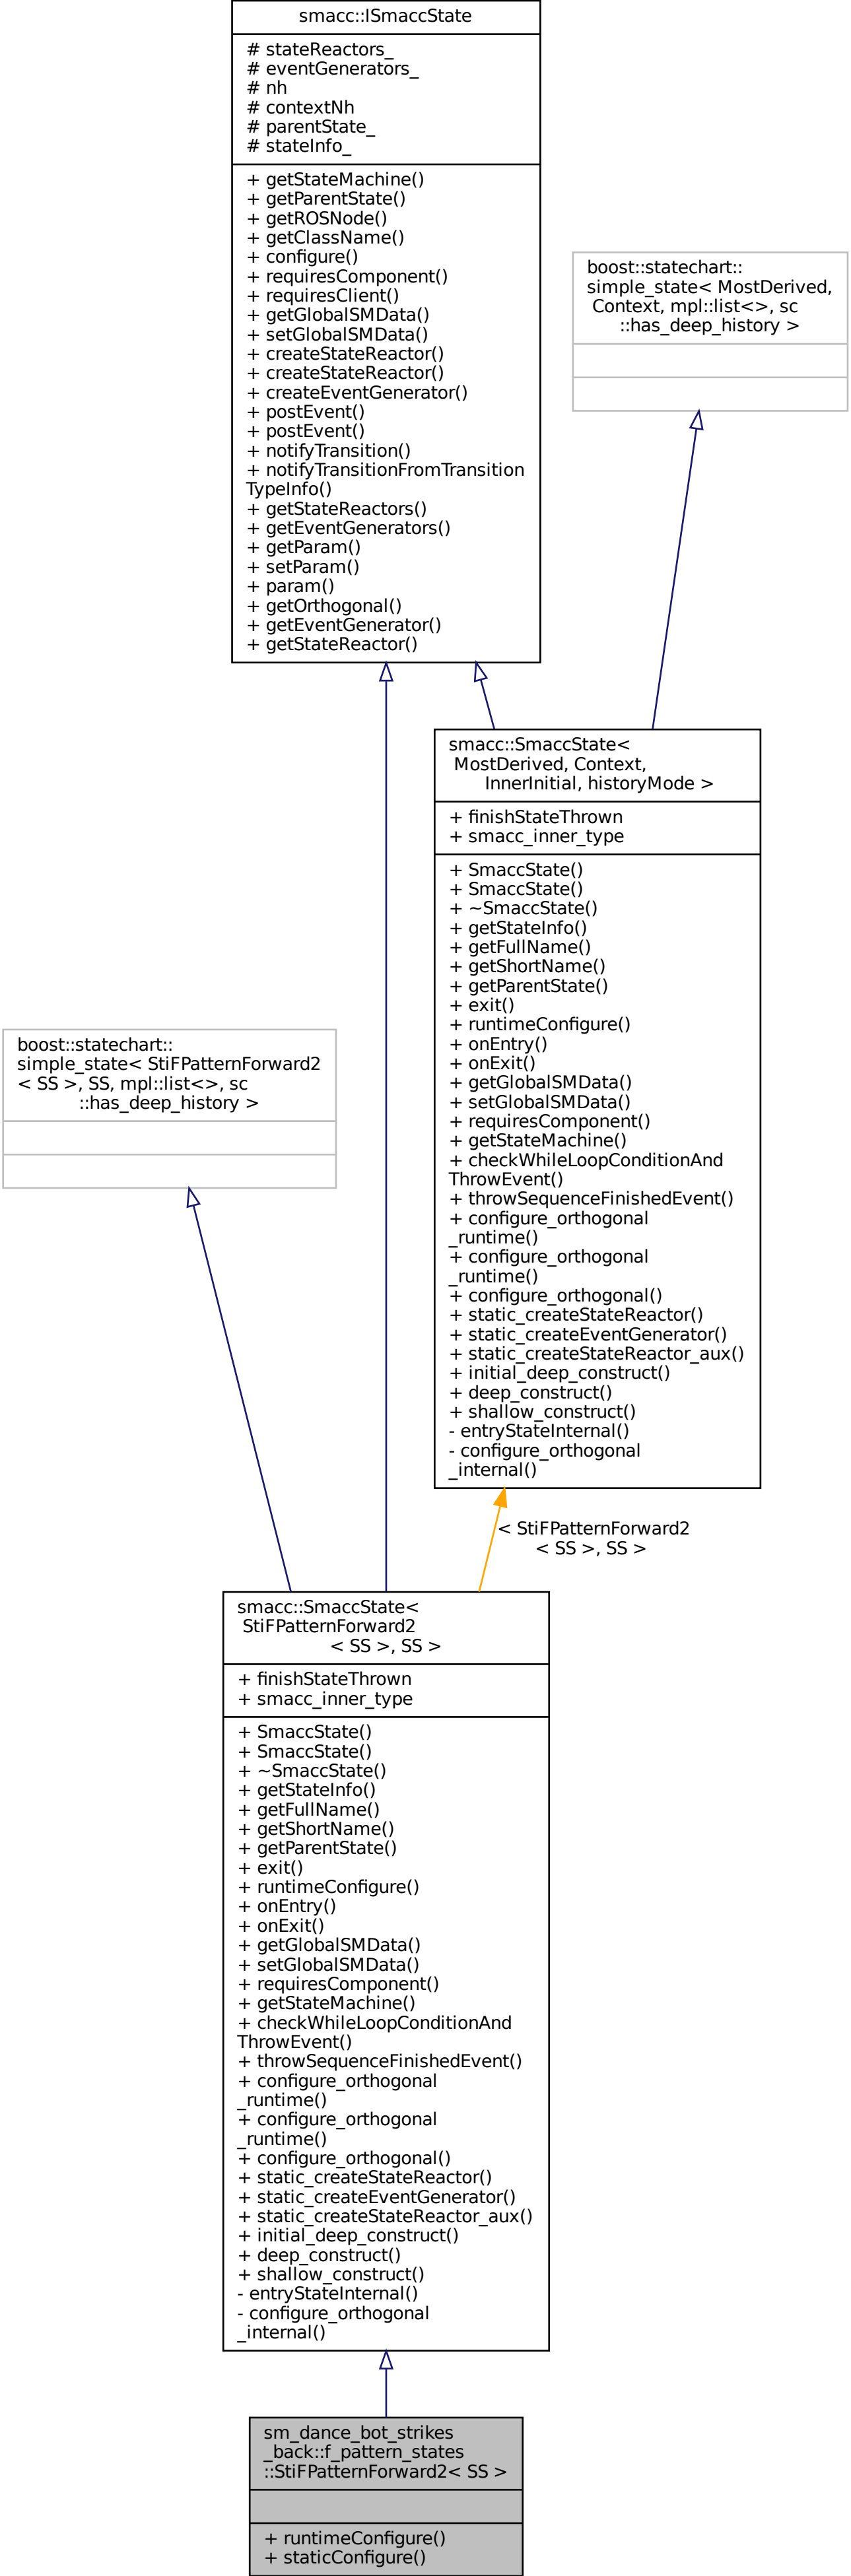 smacc::ISmaccState
# stateReactors_
# eventGenerators_
# nh
# contextNh
# parentState_
# stateInfo_
+ getStateMachine()
+ getParentState()
+ getROSNode()
+ getClassName()
+ configure()
+ requiresComponent()
+ requiresClient()
+ getGlobalSMData()
+ setGlobalSMData()
+ createStateReactor()
+ createStateReactor()
+ createEventGenerator()
+ postEvent()
+ postEvent()
+ notifyTransition()
+ notifyTransitionFromTransition
TypeInfo()
+ getStateReactors()
+ getEventGenerators()
+ getParam()
+ setParam()
+ param()
+ getOrthogonal()
+ getEventGenerator()
+ getStateReactor()
boost::statechart::
simple_state< MostDerived,
Context, mpl::list<>, sc
::has_deep_history >
smacc::SmaccState<
MostDerived, Context,
InnerInitial, historyMode >
+ finishStateThrown
+ smacc_inner_type
+ SmaccState()
+ SmaccState()
+ ~SmaccState()
+ getStateInfo()
+ getFullName()
+ getShortName()
+ getParentState()
+ exit()
+ runtimeConfigure()
+ onEntry()
+ onExit()
+ getGlobalSMData()
+ setGlobalSMData()
+ requiresComponent()
+ getStateMachine()
+ checkWhileLoopConditionAnd
ThrowEvent()
+ throwSequenceFinishedEvent()
+ configure_orthogonal
_runtime()
+ configure_orthogonal
_runtime()
+ configure_orthogonal()
+ static_createStateReactor()
+ static_createEventGenerator()
+ static_createStateReactor_aux()
+ initial_deep_construct()
+ deep_construct()
+ shallow_construct()
- entryStateInternal()
- configure_orthogonal
_internal()
boost::statechart::
simple_state< StiFPatternForward2
< SS >, SS, mpl::list<>, sc
::has_deep_history >
< StiFPatternForward2
< SS >, SS >
smacc::SmaccState<
StiFPatternForward2
< SS >, SS >
+ finishStateThrown
+ smacc_inner_type
+ SmaccState()
+ SmaccState()
+ ~SmaccState()
+ getStateInfo()
+ getFullName()
+ getShortName()
+ getParentState()
+ exit()
+ runtimeConfigure()
+ onEntry()
+ onExit()
+ getGlobalSMData()
+ setGlobalSMData()
+ requiresComponent()
+ getStateMachine()
+ checkWhileLoopConditionAnd
ThrowEvent()
+ throwSequenceFinishedEvent()
+ configure_orthogonal
_runtime()
+ configure_orthogonal
_runtime()
+ configure_orthogonal()
+ static_createStateReactor()
+ static_createEventGenerator()
+ static_createStateReactor_aux()
+ initial_deep_construct()
+ deep_construct()
+ shallow_construct()
- entryStateInternal()
- configure_orthogonal
_internal()
sm_dance_bot_strikes
_back::f_pattern_states
::StiFPatternForward2< SS >
+ runtimeConfigure()
+ staticConfigure()